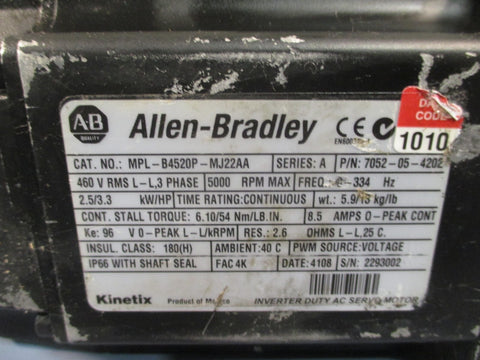 AB
QUALITY
Allen-Bradley
CE
DATE
CODE
1010
CAT. NO.: MPL-B4520P-MJ22AA SERIES: A P/N: 7052-05-4202
460 V RMS L-L,3 PHASE 5000 RPM MAX FREQ.: 0-334 Hz
2.5/3.3 kW/HP TIME RATING:CONTINUOUS wt.: 5.9/13 kg/lb
CONT. STALL TORQUE: 6.10/54 Nm/LB.IN. 8.5 AMPS 0-PEAK CONT
Ke: 96 V 0-PEAK L-L/kRPM RES.: 2.6 OHMS L-L,25 C.
INSUL. CLASS: 180(H) AMBIENT:40 C PWM SOURCE:VOLTAGE
IP66 WITH SHAFT SEAL FAC 4K DATE: 4108 S/N: 2293002
Kinetix Product of Mexico INVERTER DUTY AC SERVO MOTOR